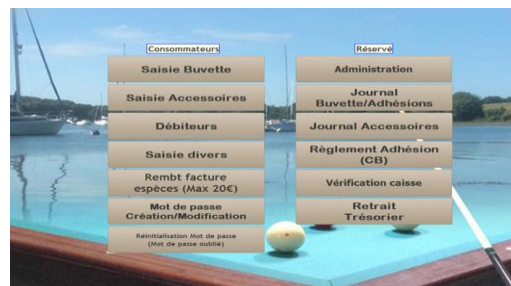 Consommateurs
Saisie Buvette
Saisie Accessoires
Débiteurs
Saisie divers
Rembt facture
espèces (Max 20€)
Mot de passe
Création/Modification
Réinitialisation Mot de passe
(Mot de passe oublié)
Réservé
Administration
Journal
Buvette/Adhésions
Journal Accessoires
Règlement Adhésion
(CB)
Vérification caisse
Retrait
Trésorier